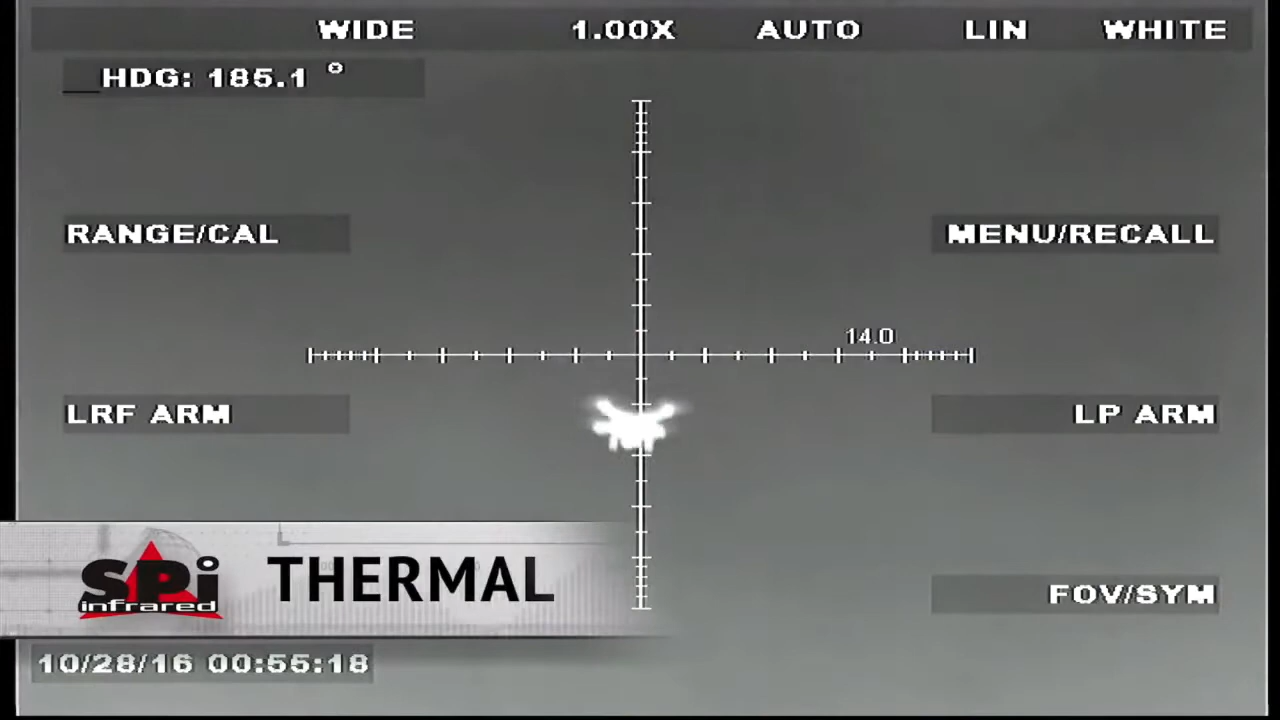 WIDE 1.00X AUTO LIN WHITE
HDG: 185.1 °
RANGE/CAL MENU/RECALL
14.0
LRF ARM LP ARM
SPi
infrared
THERMAL
FOV/SYM
10/28/16 00:55:18